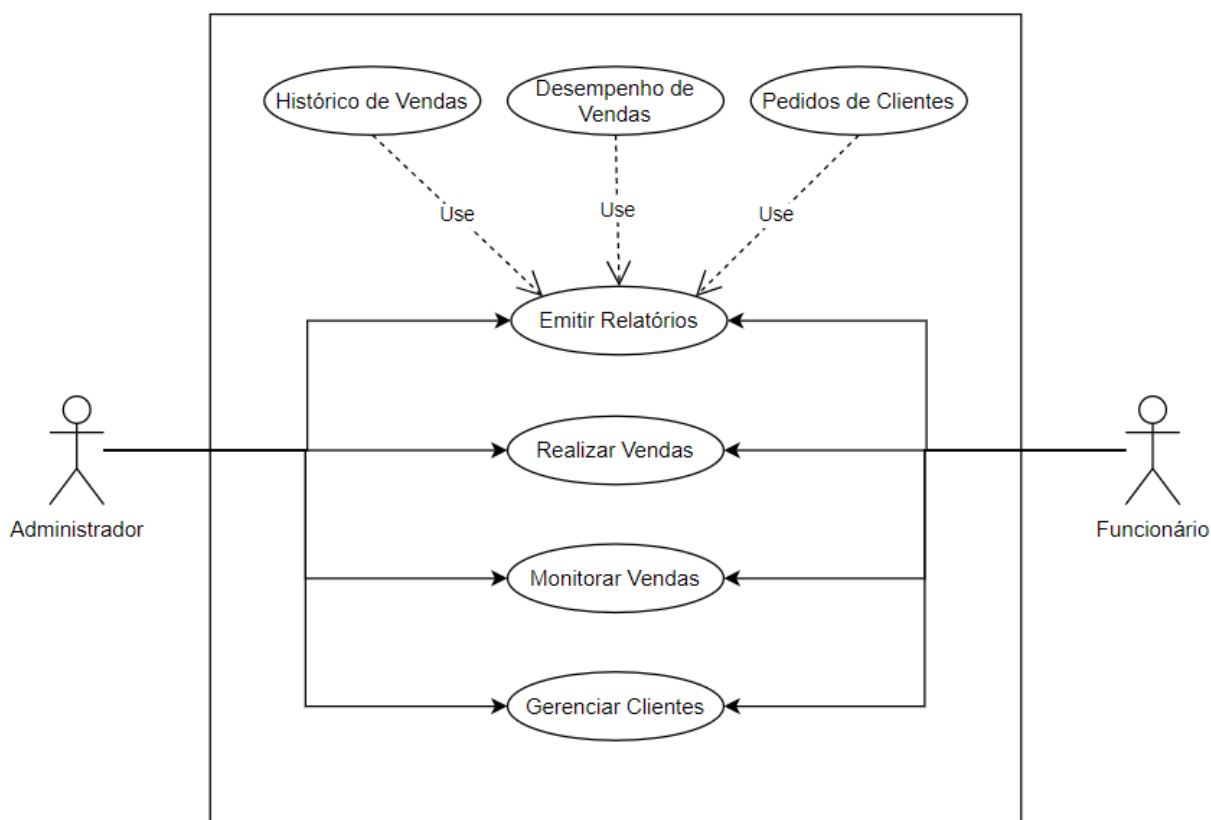 Histórico de Vendas
Desempenho de
Vendas
Pedidos de Clientes
Use
Use
Use
Emitir Relatórios
Realizar Vendas
Administrador
Funcionário
Monitorar Vendas
Gerenciar Clientes